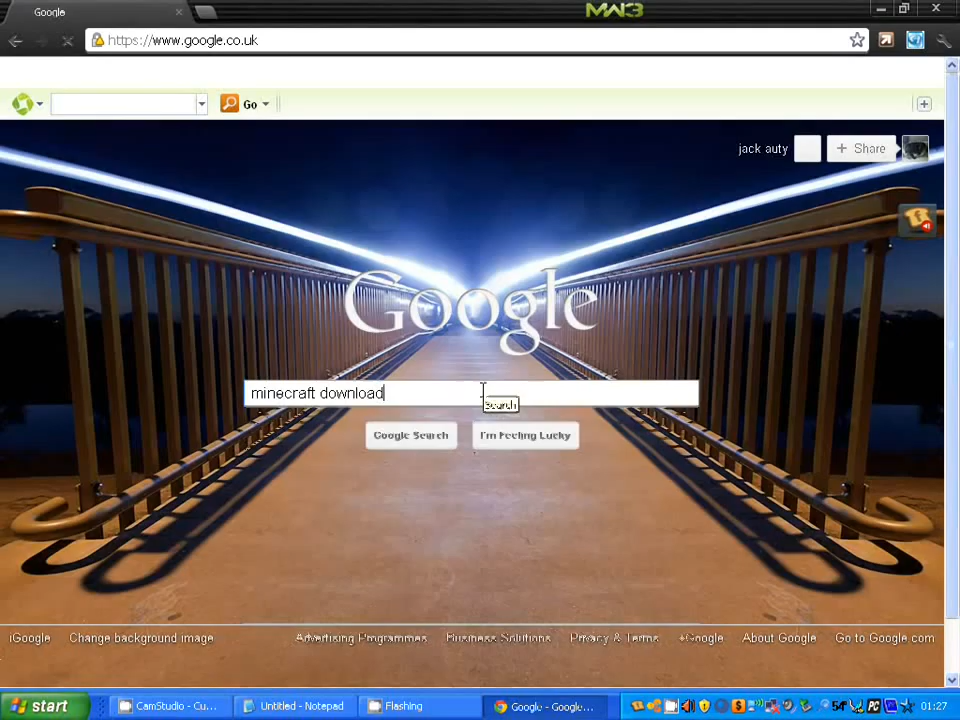 Google
MW3
https://www.google.co.uk
Go
jack auty
+ Share
Google
minecraft download
Search
Google Search
I'm Feeling Lucky
iGoogle
Change background image
Advertising Programmes
Business Solutions
Privacy & Terms
+Google
About Google
Go to Google.com
start
CamStudio - Cu...
Untitled - Notepad
Flashing
Google - Google...
54°
PC
01:27